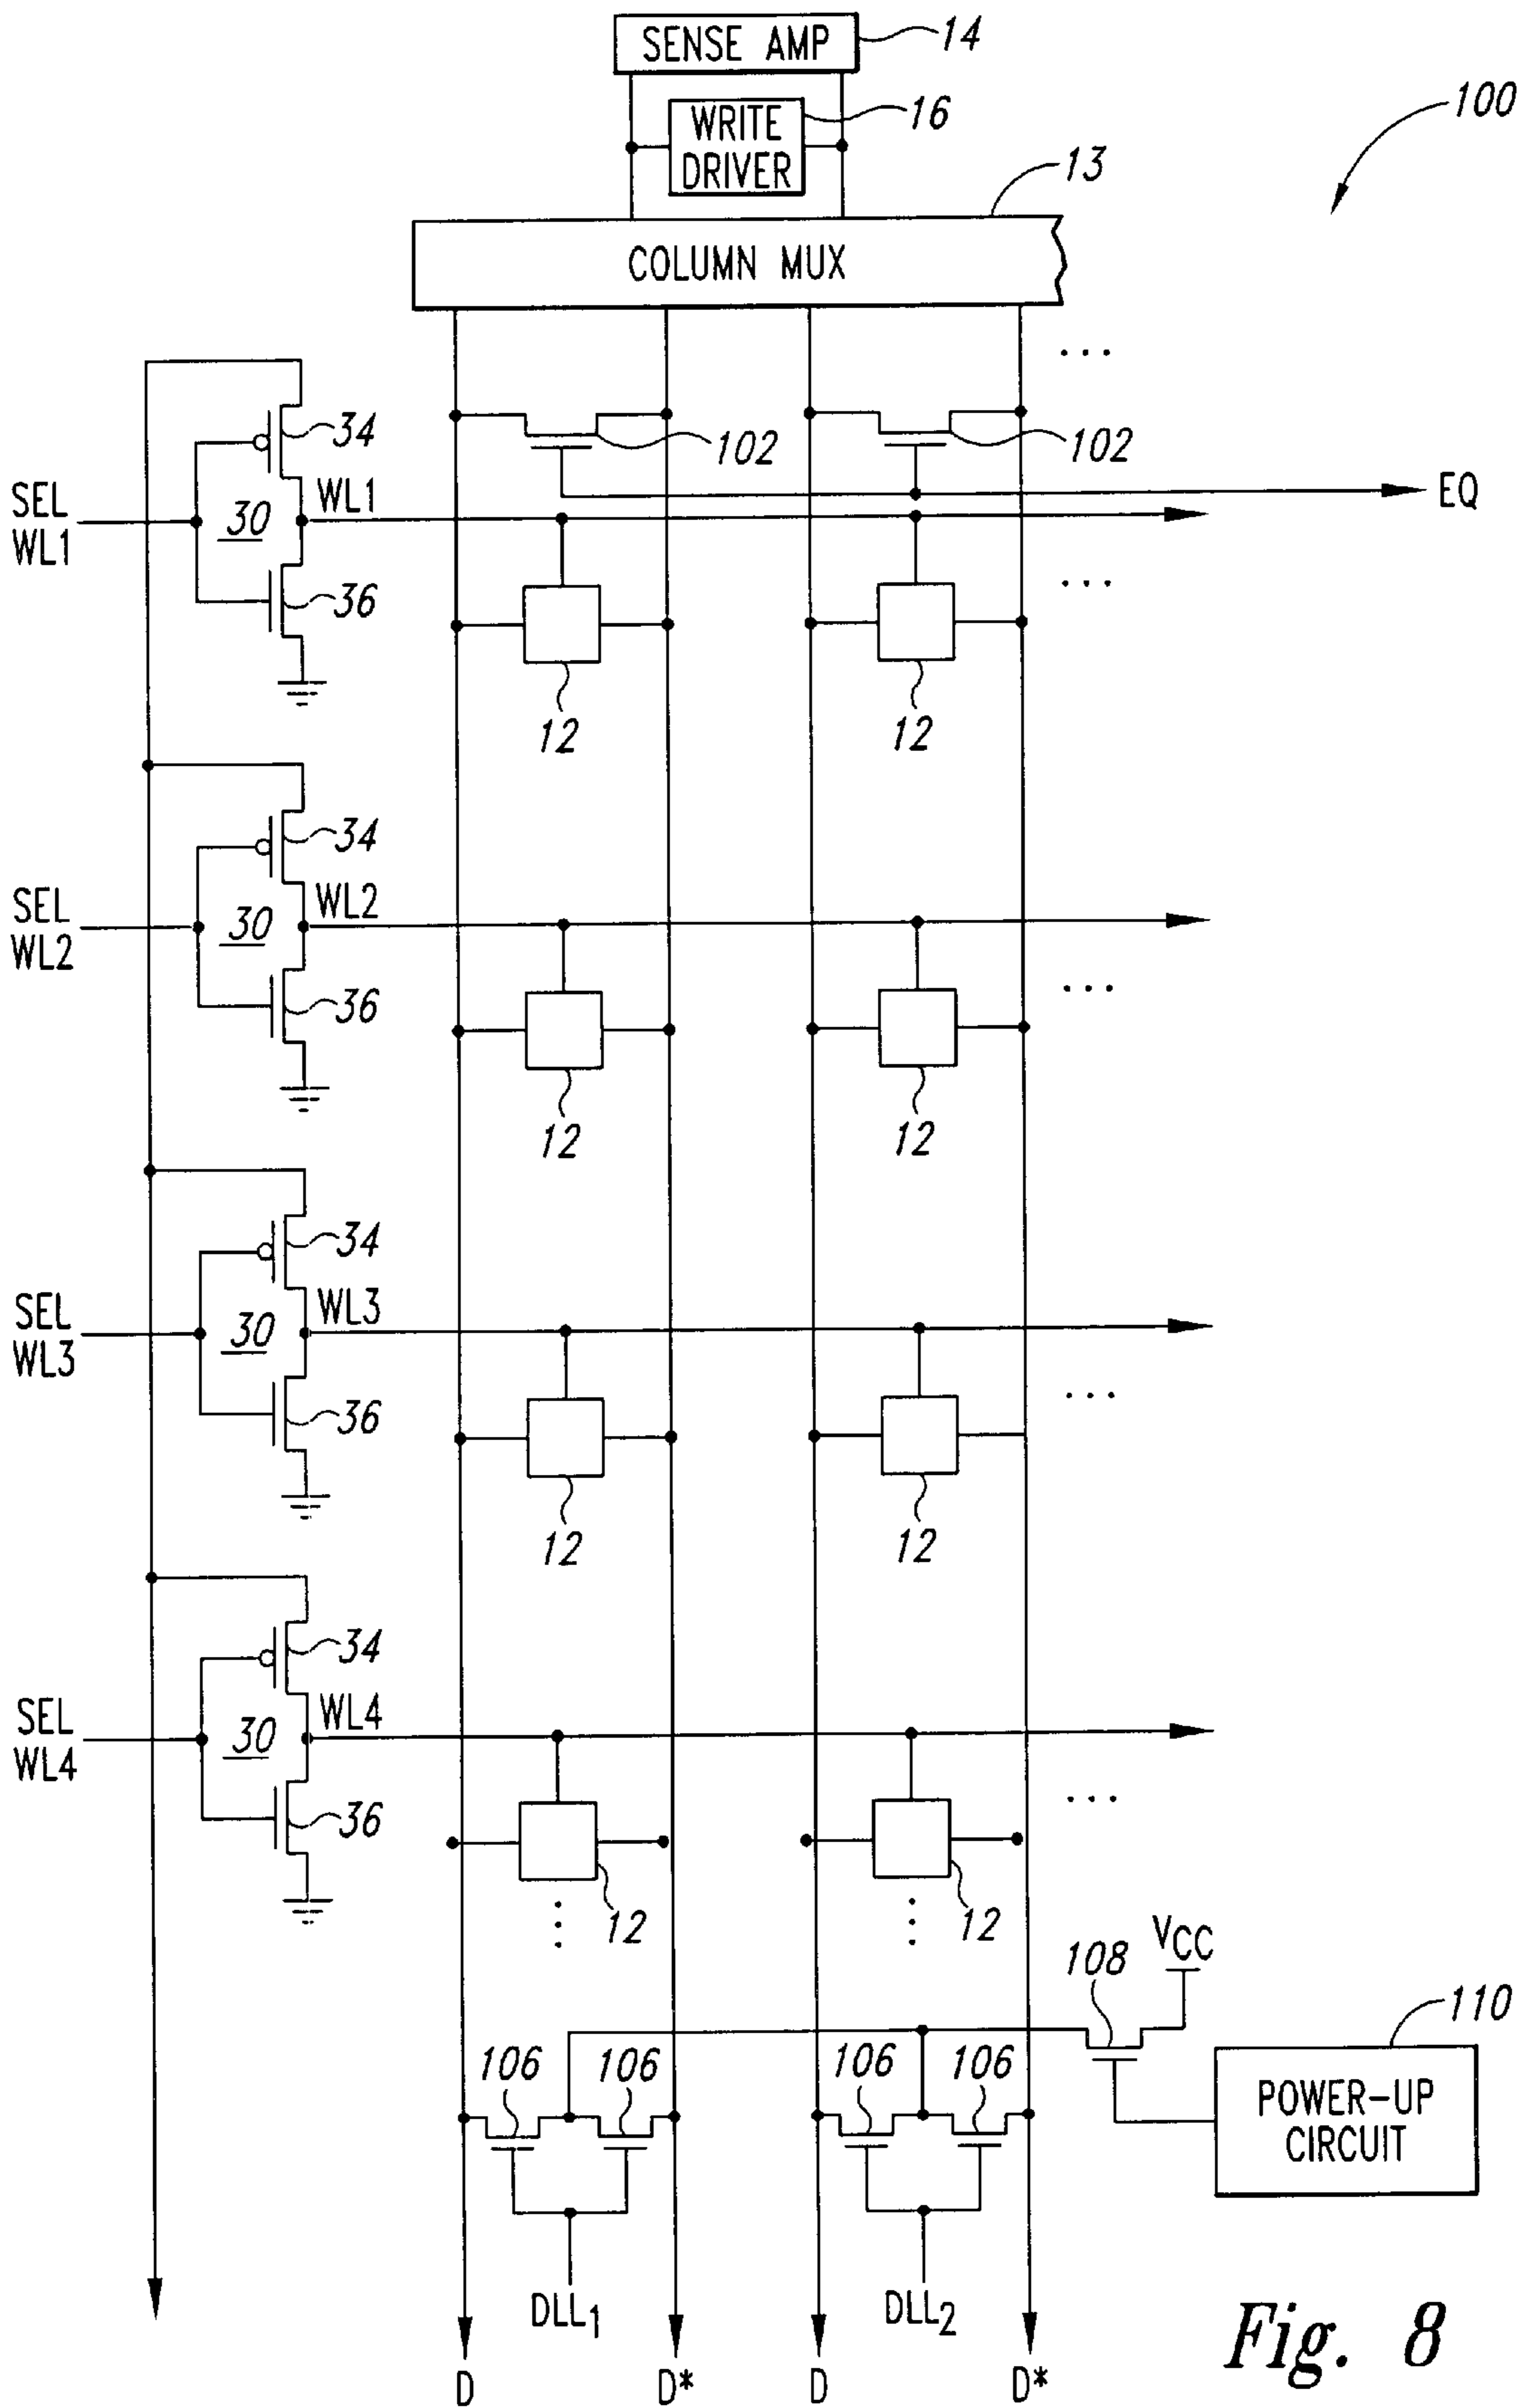 SENSE AMP
14
WRITE
DRIVER
16
100
13
COLUMN MUX
...
34
102
102
SEL
WL1
30
WL1
EQ
36
...
12
12
34
SEL
WL2
30
WL2
36
...
12
12
34
SEL
WL3
30
WL3
36
...
12
12
34
SEL
WL4
30
WL4
36
...
12
12
108
VCC
110
106
106
106
106
POWER-UP
CIRCUIT
DLL1
DLL2
D
D*
D
D*
Fig. 8